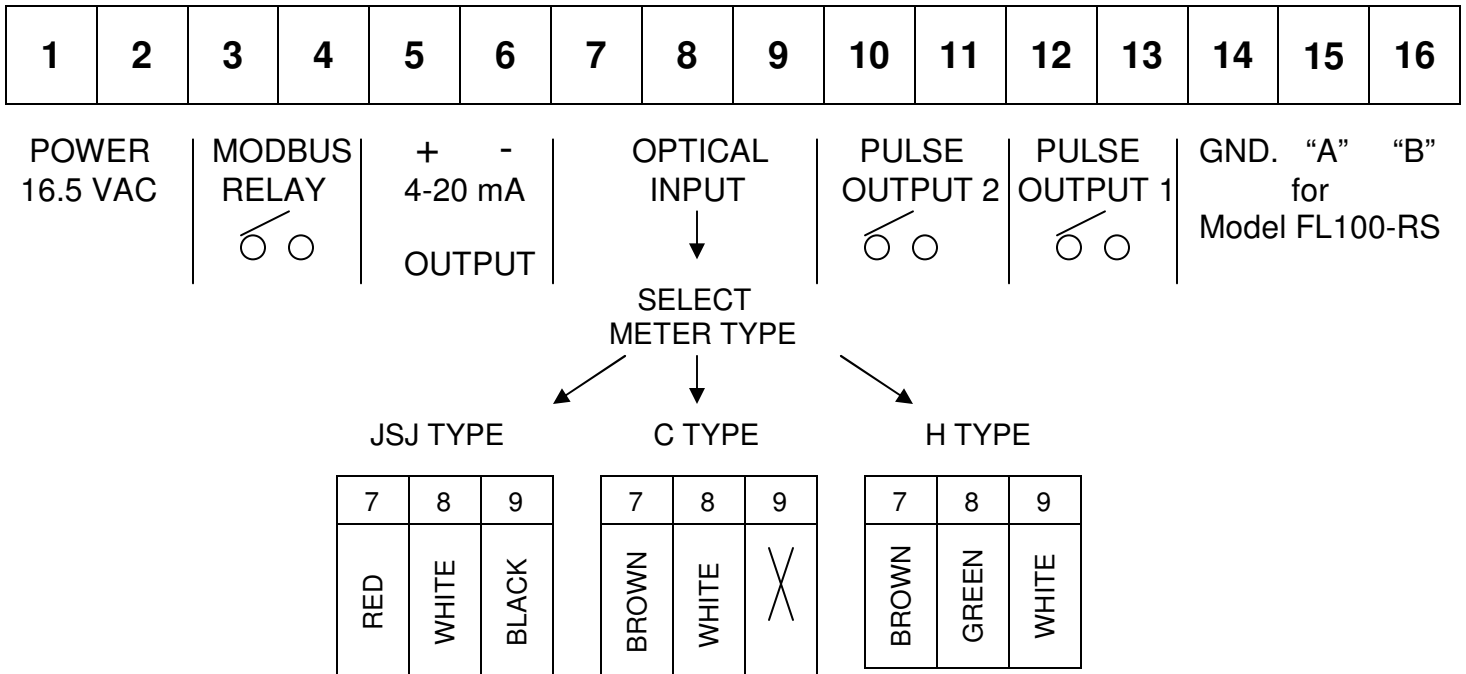 1 2 3 4 5 6 7 8 9 10 11 12 13 14 15 16
POWER MODBUS + - OPTICAL PULSE PULSE GND. “A” “B”
16.5 VAC RELAY 4-20 mA INPUT OUTPUT 2 OUTPUT 1 for
Model FL100-RS
OUTPUT
SELECT
METER TYPE
JSJ TYPE C TYPE H TYPE
7 8 9 7 8 9 7 8 9
RED WHITE BLACK BROWN WHITE BROWN GREEN WHITE